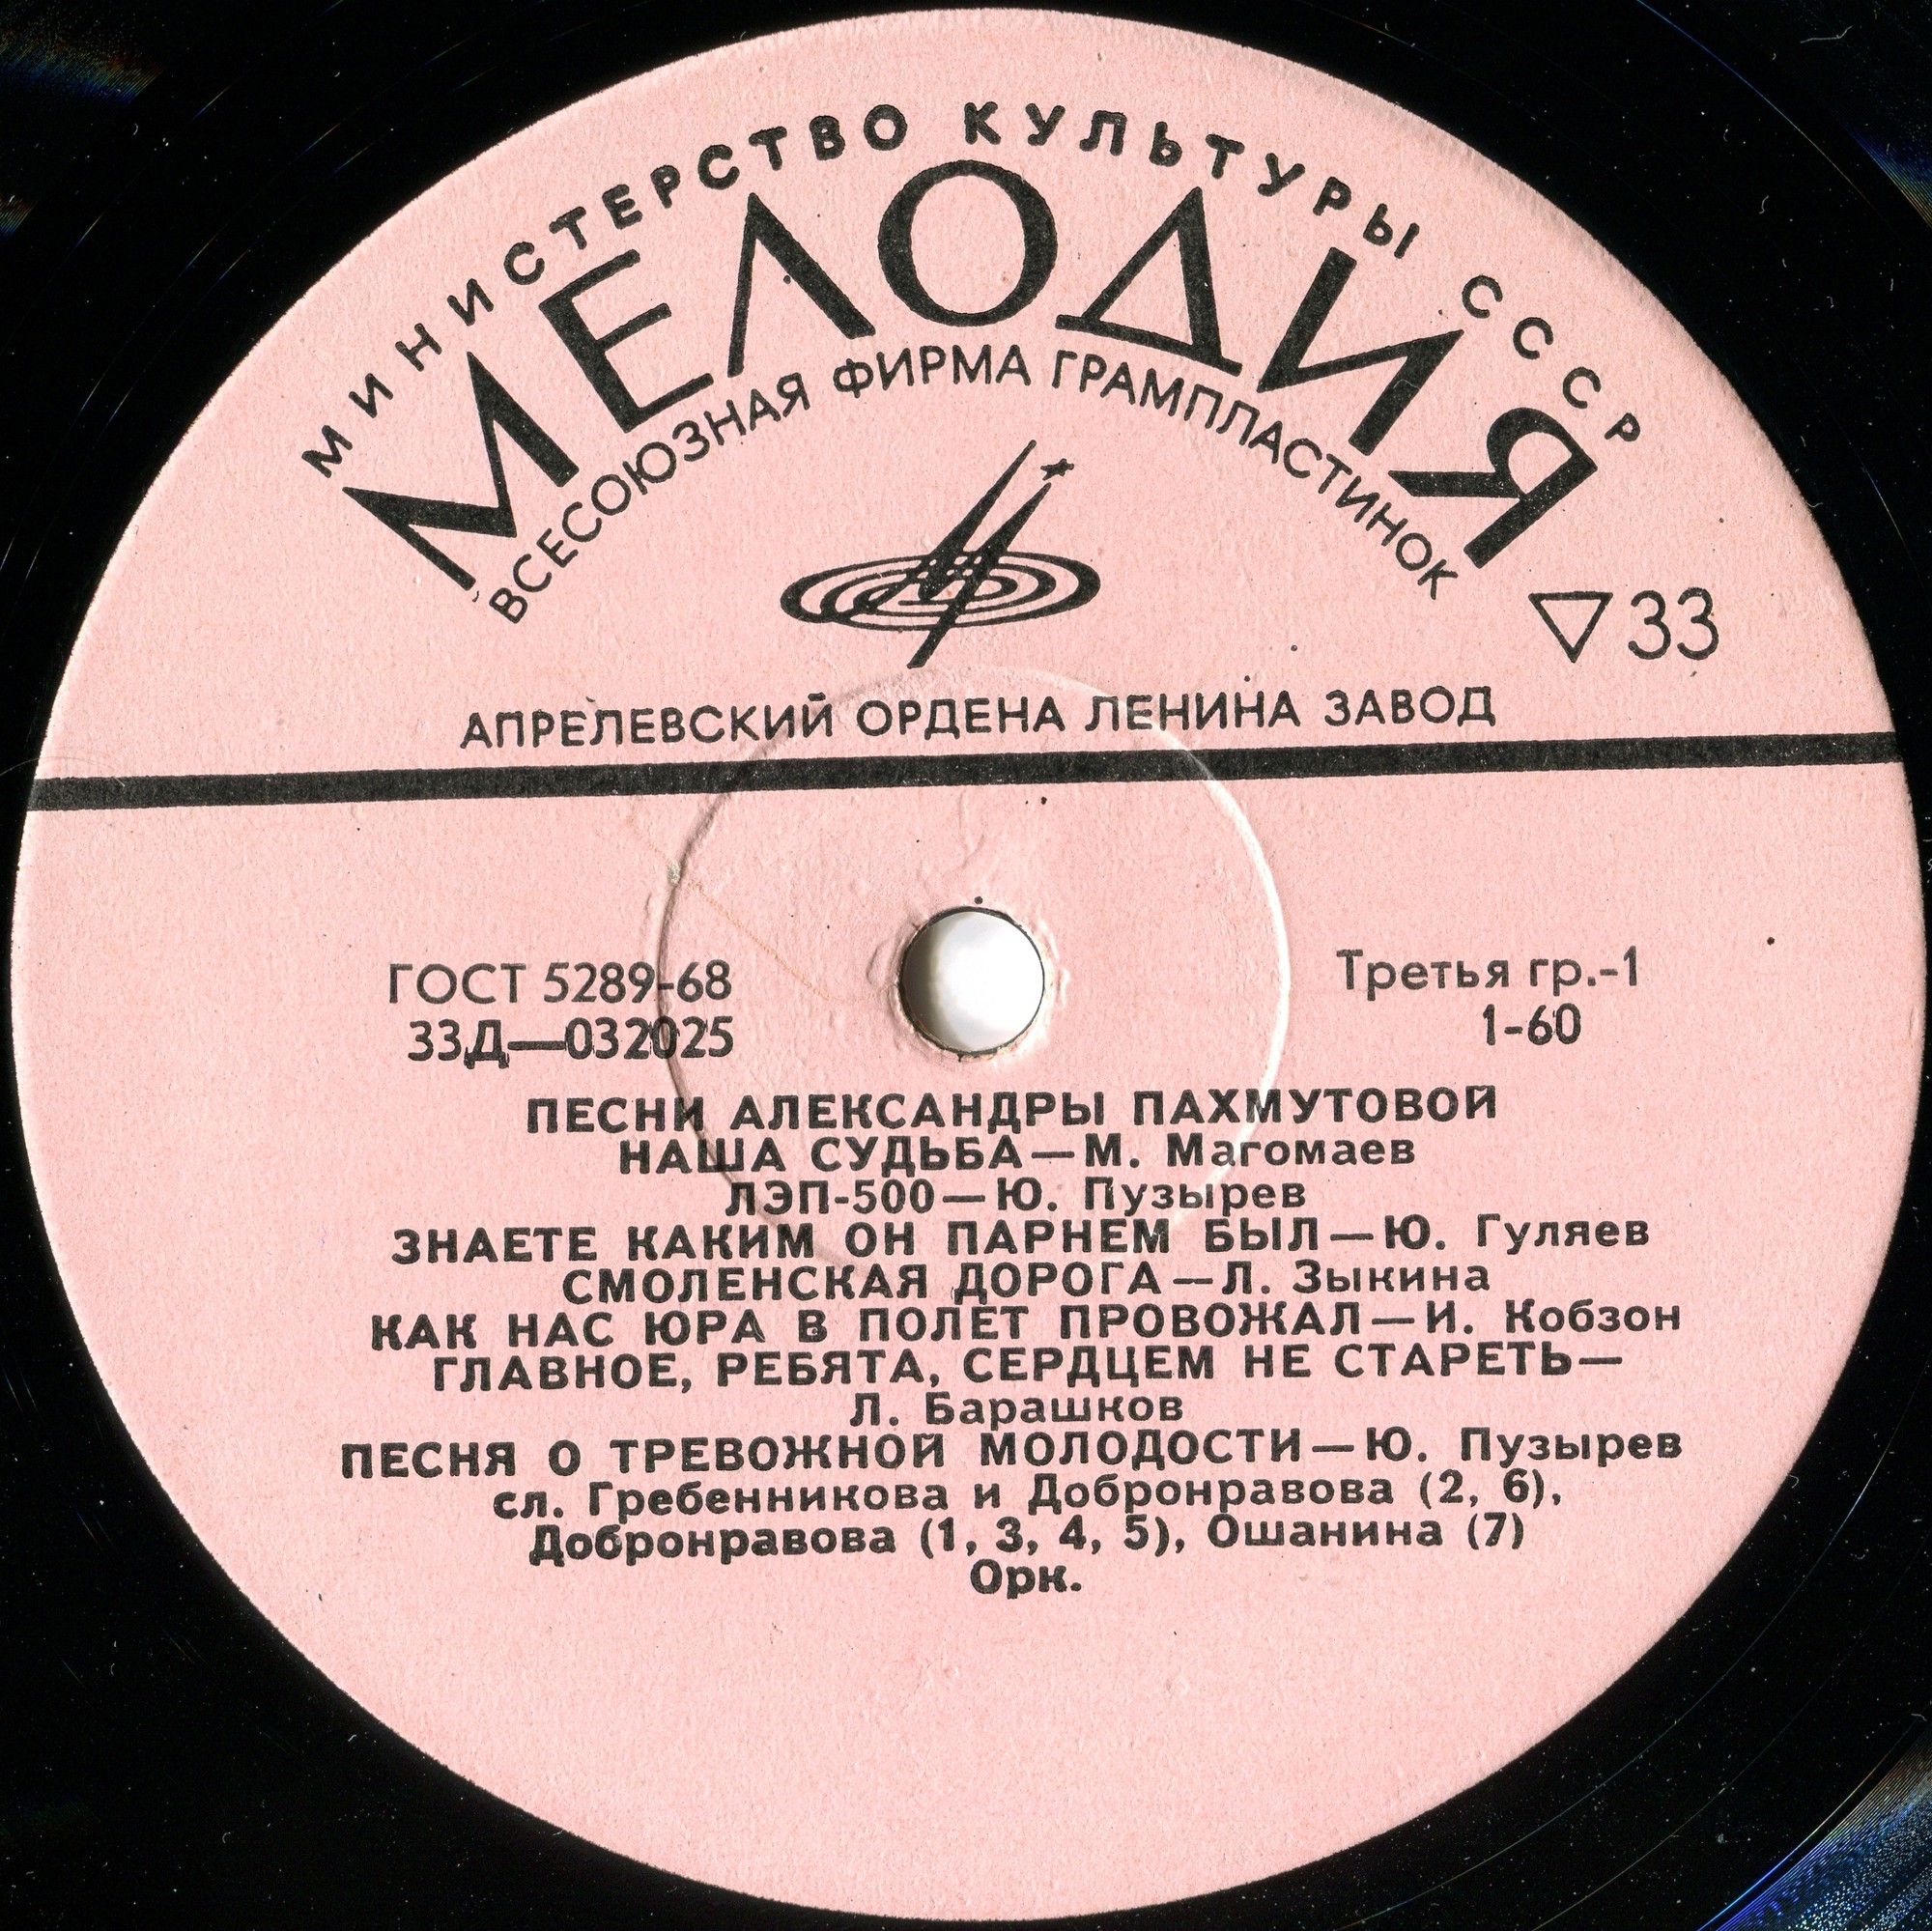 МИНИСТЕРСТВО КУЛЬТУРЫ СССР
МЕЛОДИЯ
ВСЕСОЮЗНАЯ ФИРМА ГРАМПЛАСТИНОК
33
АПРЕЛЕВСКИЙ ОРДЕНА ЛЕНИНА ЗАВОД
ГОСТ 5289-68
33Д—032025
Третья гр.-1
1-60
ПЕСНИ АЛЕКСАНДРЫ ПАХМУТОВОЙ
НАША СУДЬБА—М. Магомаев
ЛЭП-500—Ю. Пузырев
ЗНАЕТЕ КАКИМ ОН ПАРНЕМ БЫЛ—Ю. Гуляев
СМОЛЕНСКАЯ ДОРОГА—Л. Зыкина
КАК НАС ЮРА В ПОЛЕТ ПРОВОЖАЛ—И. Кобзон
ГЛАВНОЕ, РЕБЯТА, СЕРДЦЕМ НЕ СТАРЕТЬ—
Л. Барашков
ПЕСНЯ О ТРЕВОЖНОЙ МОЛОДОСТИ—Ю. Пузырев
сл. Гребенникова и Добронравова (2, 6),
Добронравова (1, 3, 4, 5), Ошанина (7)
Орк.